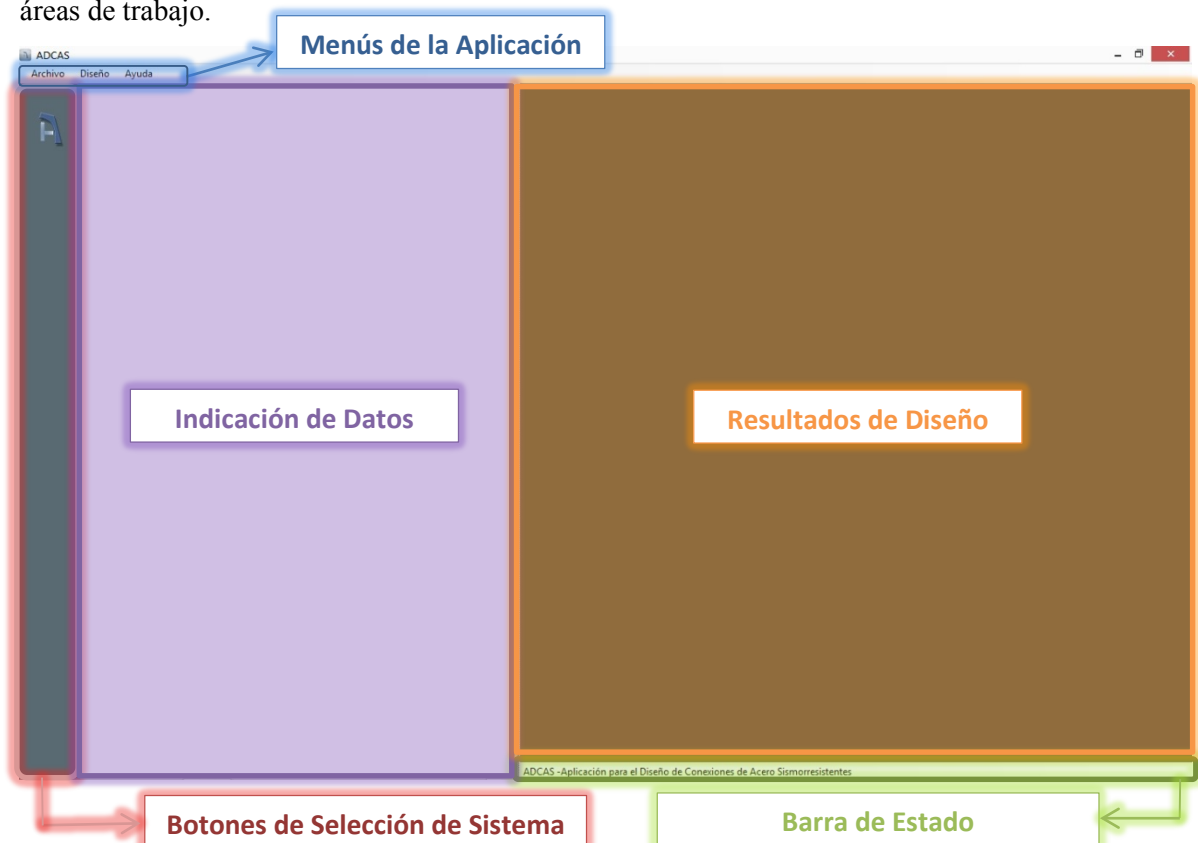 áreas de trabajo.
Menús de la Aplicación
ADCAS
Archivo Diseño Ayuda
Indicación de Datos
Resultados de Diseño
ADCAS -Aplicación para el Diseño de Conexiones de Acero Sismorresistentes
Botones de Selección de Sistema
Barra de Estado